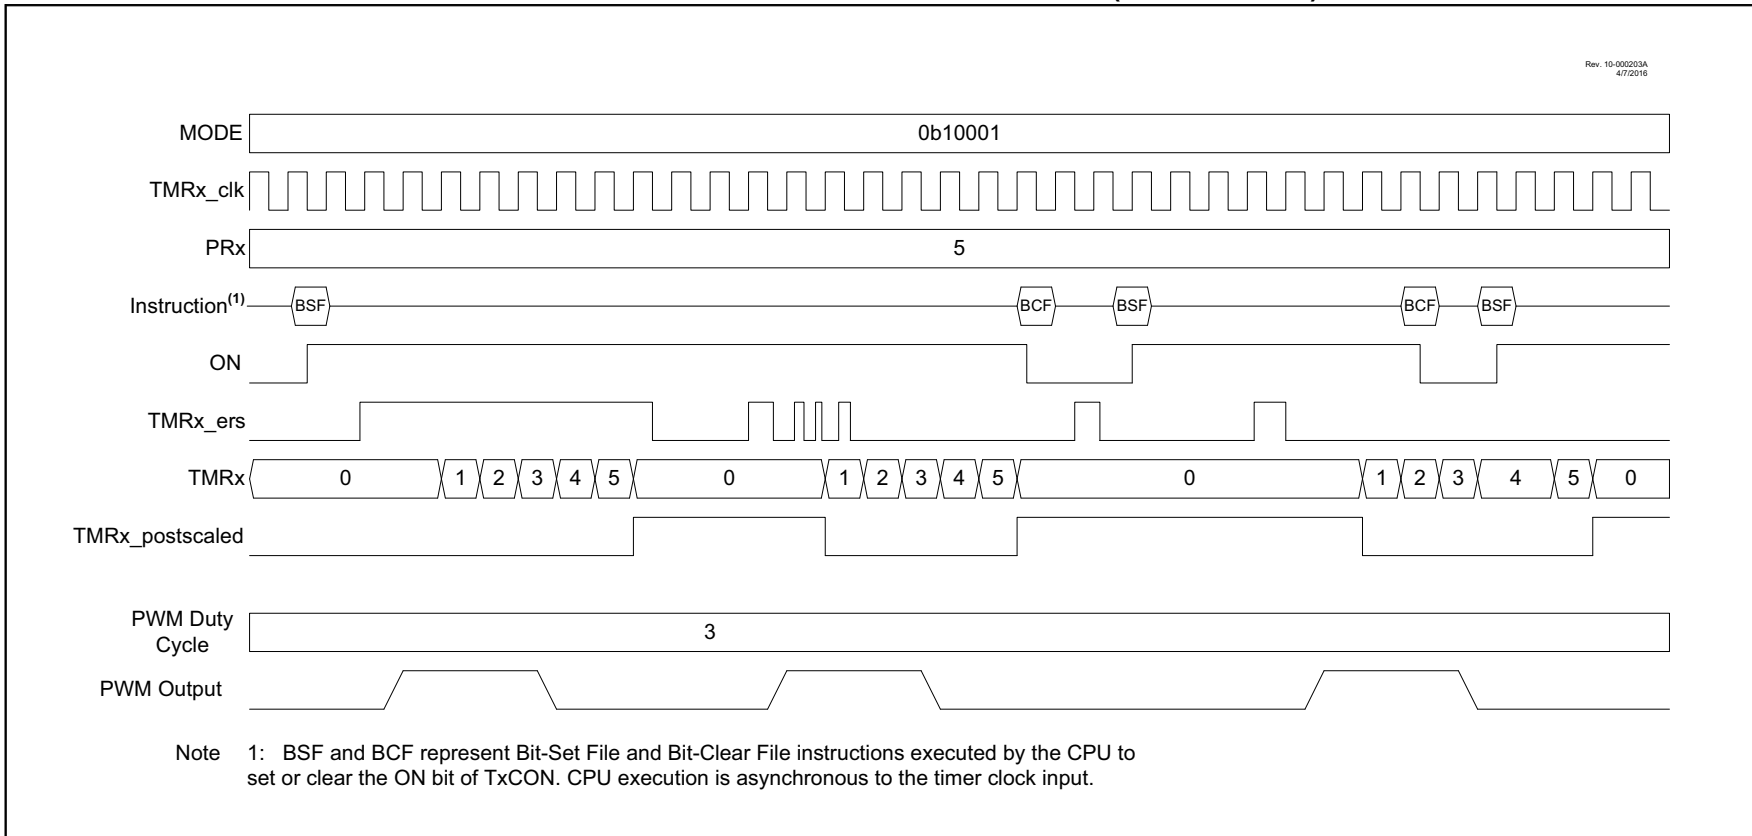 Rev. 10-000203A
4/7/2016
MODE 0b10001
TMRx_clk
PRx 5
Instruction(1) BSF BCF BSF BCF BSF
ON
TMRx_ers
TMRx 0 1 2 3 4 5 0 1 2 3 4 5 0 1 2 3 4 5 0
TMRx_postscaled
PWM Duty
Cycle 3
PWM Output
Note 1: BSF and BCF represent Bit-Set File and Bit-Clear File instructions executed by the CPU to
set or clear the ON bit of TxCON. CPU execution is asynchronous to the timer clock input.